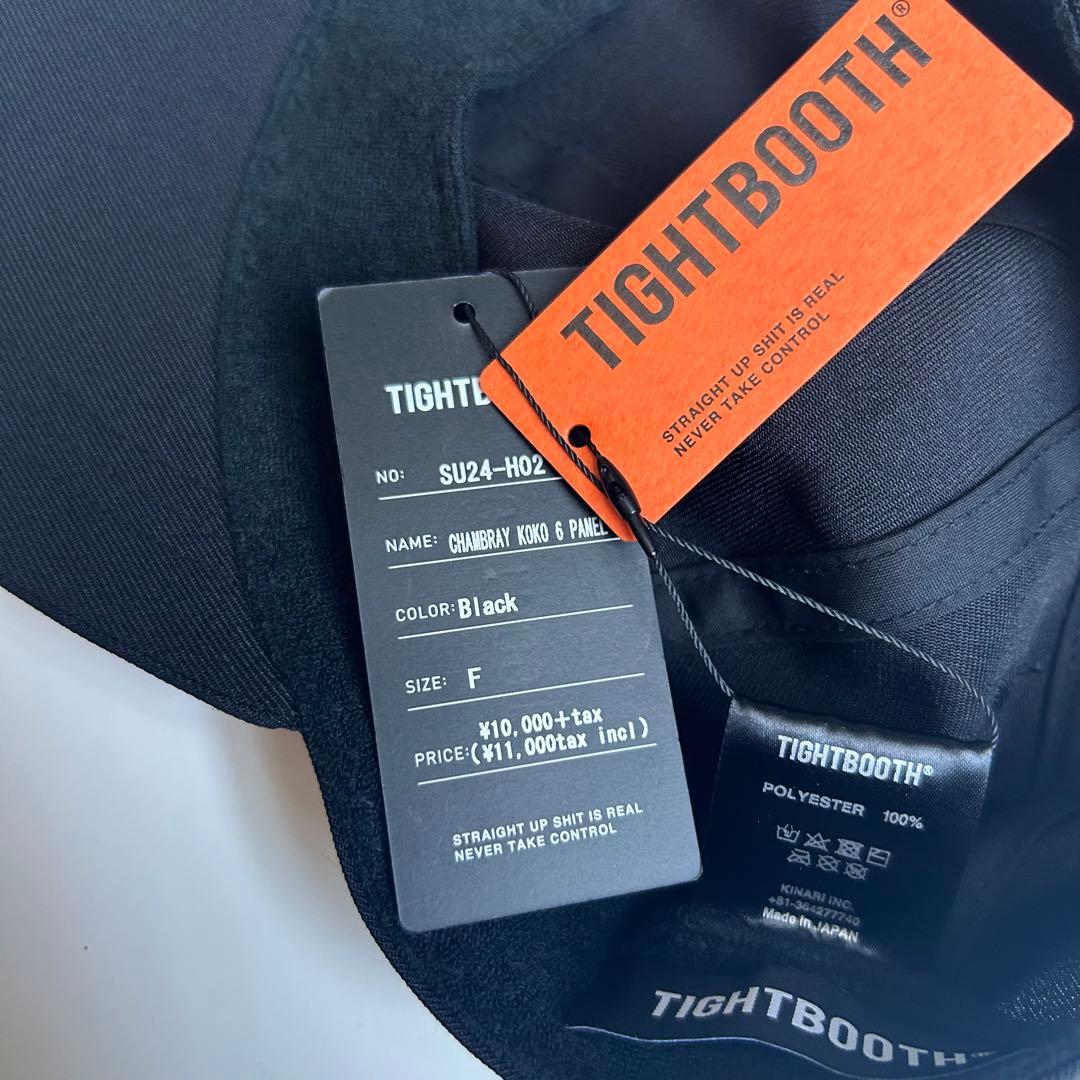 TIGHTBOOTH®
STRAIGHT UP SHIT IS REAL
NEVER TAKE CONTROL
TIGHTB
NO: SU24-H02
NAME: CHAMBRAY KOKO 6 PANEL
COLOR: Black
SIZE: F
¥10,000+tax
PRICE: (¥11,000tax incl)
STRAIGHT UP SHIT IS REAL
NEVER TAKE CONTROL
TIGHTBOOTH®
POLYESTER 100%
KINARI INC.
+81-364277740
Made in JAPAN
TIGHTBOOTH